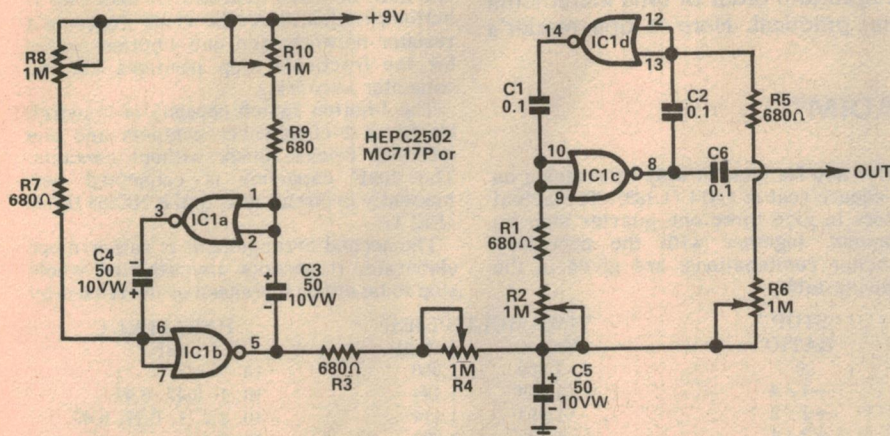 +9V
R8
1M
R10
1M
R9
680
HEPC2502
MC717P or
R7
680Ω
3
IC1a
1
2
C4
50
10VW
-
+
C3
50
10VW
+
-
6
7
IC1b
5
680Ω
R3
1M
R4
14
IC1d
12
13
C1
0.1
C2
0.1
R5
680Ω
10
9
IC1c
8
C6
0.1
OUT
R1
680Ω
R2
1M
R6
1M
C5
50
10VW
+
-